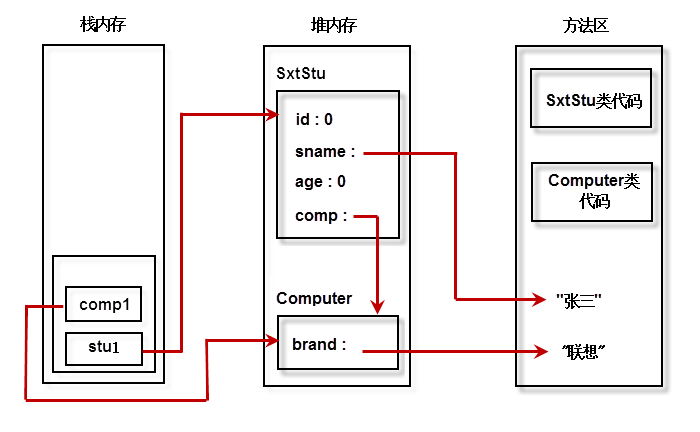 栈内存
堆内存
方法区
SxtStu
id : 0
sname :
age : 0
comp :
Computer
brand :
comp1
stu1
SxtStu类代码
Computer类
代码
"张三"
"联想"